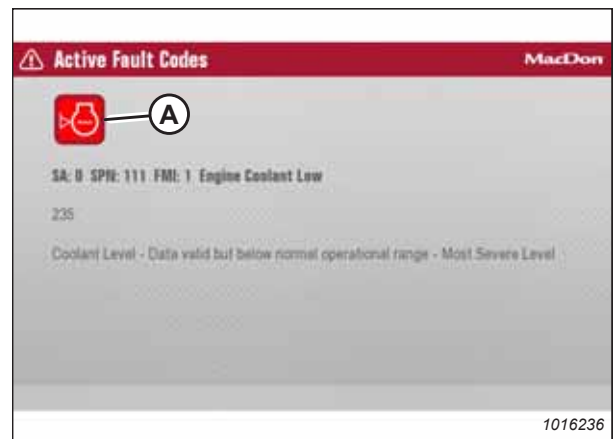 Active Fault Codes MacDon
A
SA: 0 SPN: 111 FMI: 1 Engine Coolant Low
235
Coolant Level - Data valid but below normal operational range - Most Severe Level
1016236